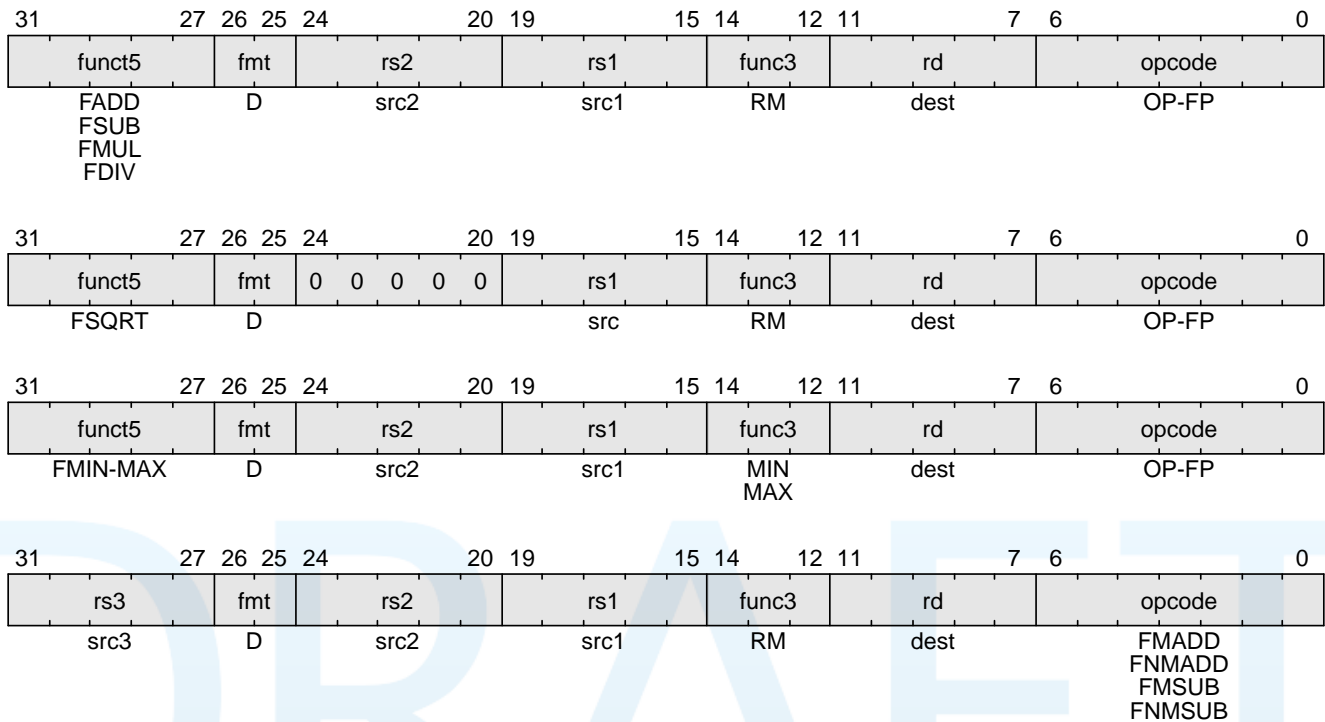 31 27 26 25 24 20 19 15 14 12 11 7 6 0
funct5 fmt rs2 rs1 func3 rd opcode
FADD D src2 src1 RM dest OP-FP
FSUB
FMUL
FDIV
31 27 26 25 24 20 19 15 14 12 11 7 6 0
funct5 fmt 0 0 0 0 0 rs1 func3 rd opcode
FSQRT D src RM dest OP-FP
31 27 26 25 24 20 19 15 14 12 11 7 6 0
funct5 fmt rs2 rs1 func3 rd opcode
FMIN-MAX D src2 src1 MIN dest OP-FP
MAX
31 27 26 25 24 20 19 15 14 12 11 7 6 0
rs3 fmt rs2 rs1 func3 rd opcode
src3 D src2 src1 RM dest FMADD
FNMADD
FMSUB
FNMSUB
DRAFT